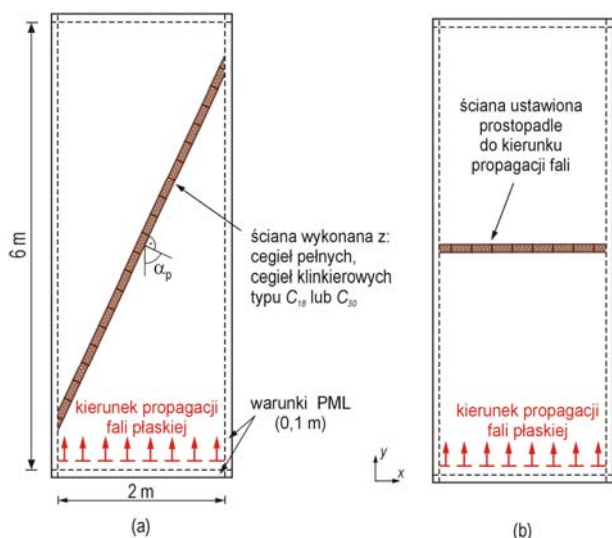 6 m
α_p
ściana wykonana z:
cegieł pełnych,
cegieł klinkierowych
typu C₁₈ lub C₃₀
kierunek propagacji
fali płaskiej
warunki PML
(0,1 m)
2 m
(a)
ściana ustawiona
prostopadle
do kierunku
propagacji fali
kierunek propagacji
fali płaskiej
y
x
(b)